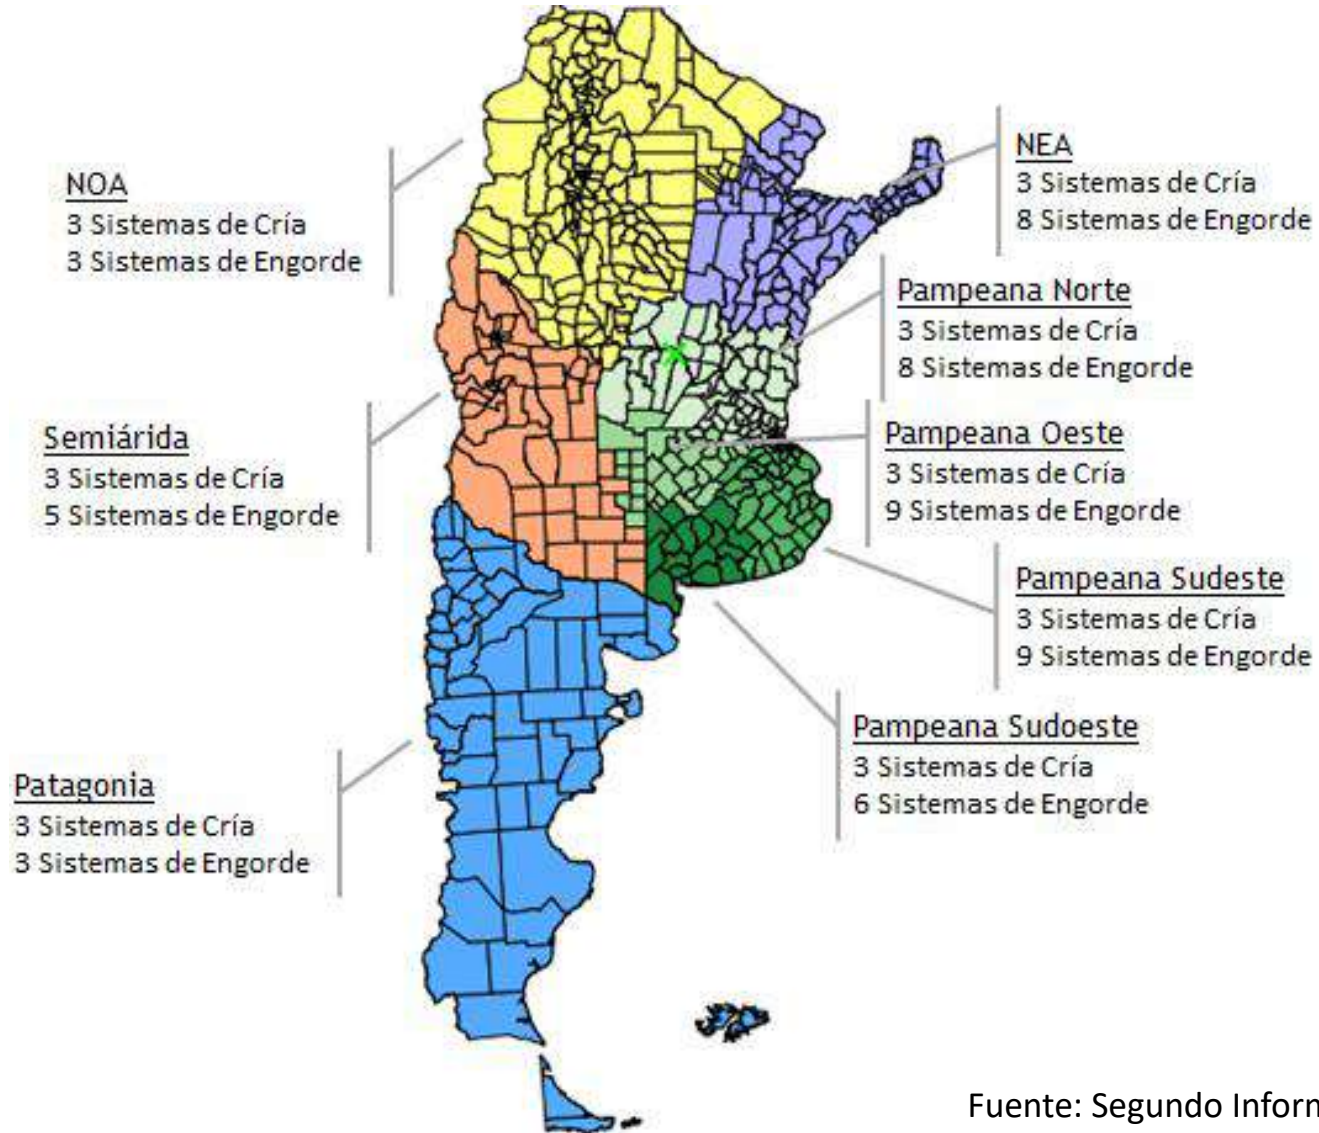 NOA
3 Sistemas de Cría
3 Sistemas de Engorde
NEA
3 Sistemas de Cría
8 Sistemas de Engorde
Pampeana Norte
3 Sistemas de Cría
8 Sistemas de Engorde
Semiárida
3 Sistemas de Cría
5 Sistemas de Engorde
Pampeana Oeste
3 Sistemas de Cría
9 Sistemas de Engorde
Pampeana Sudeste
3 Sistemas de Cría
9 Sistemas de Engorde
Pampeana Sudoeste
3 Sistemas de Cría
6 Sistemas de Engorde
Patagonia
3 Sistemas de Cría
3 Sistemas de Engorde
Fuente: Segundo Inforn